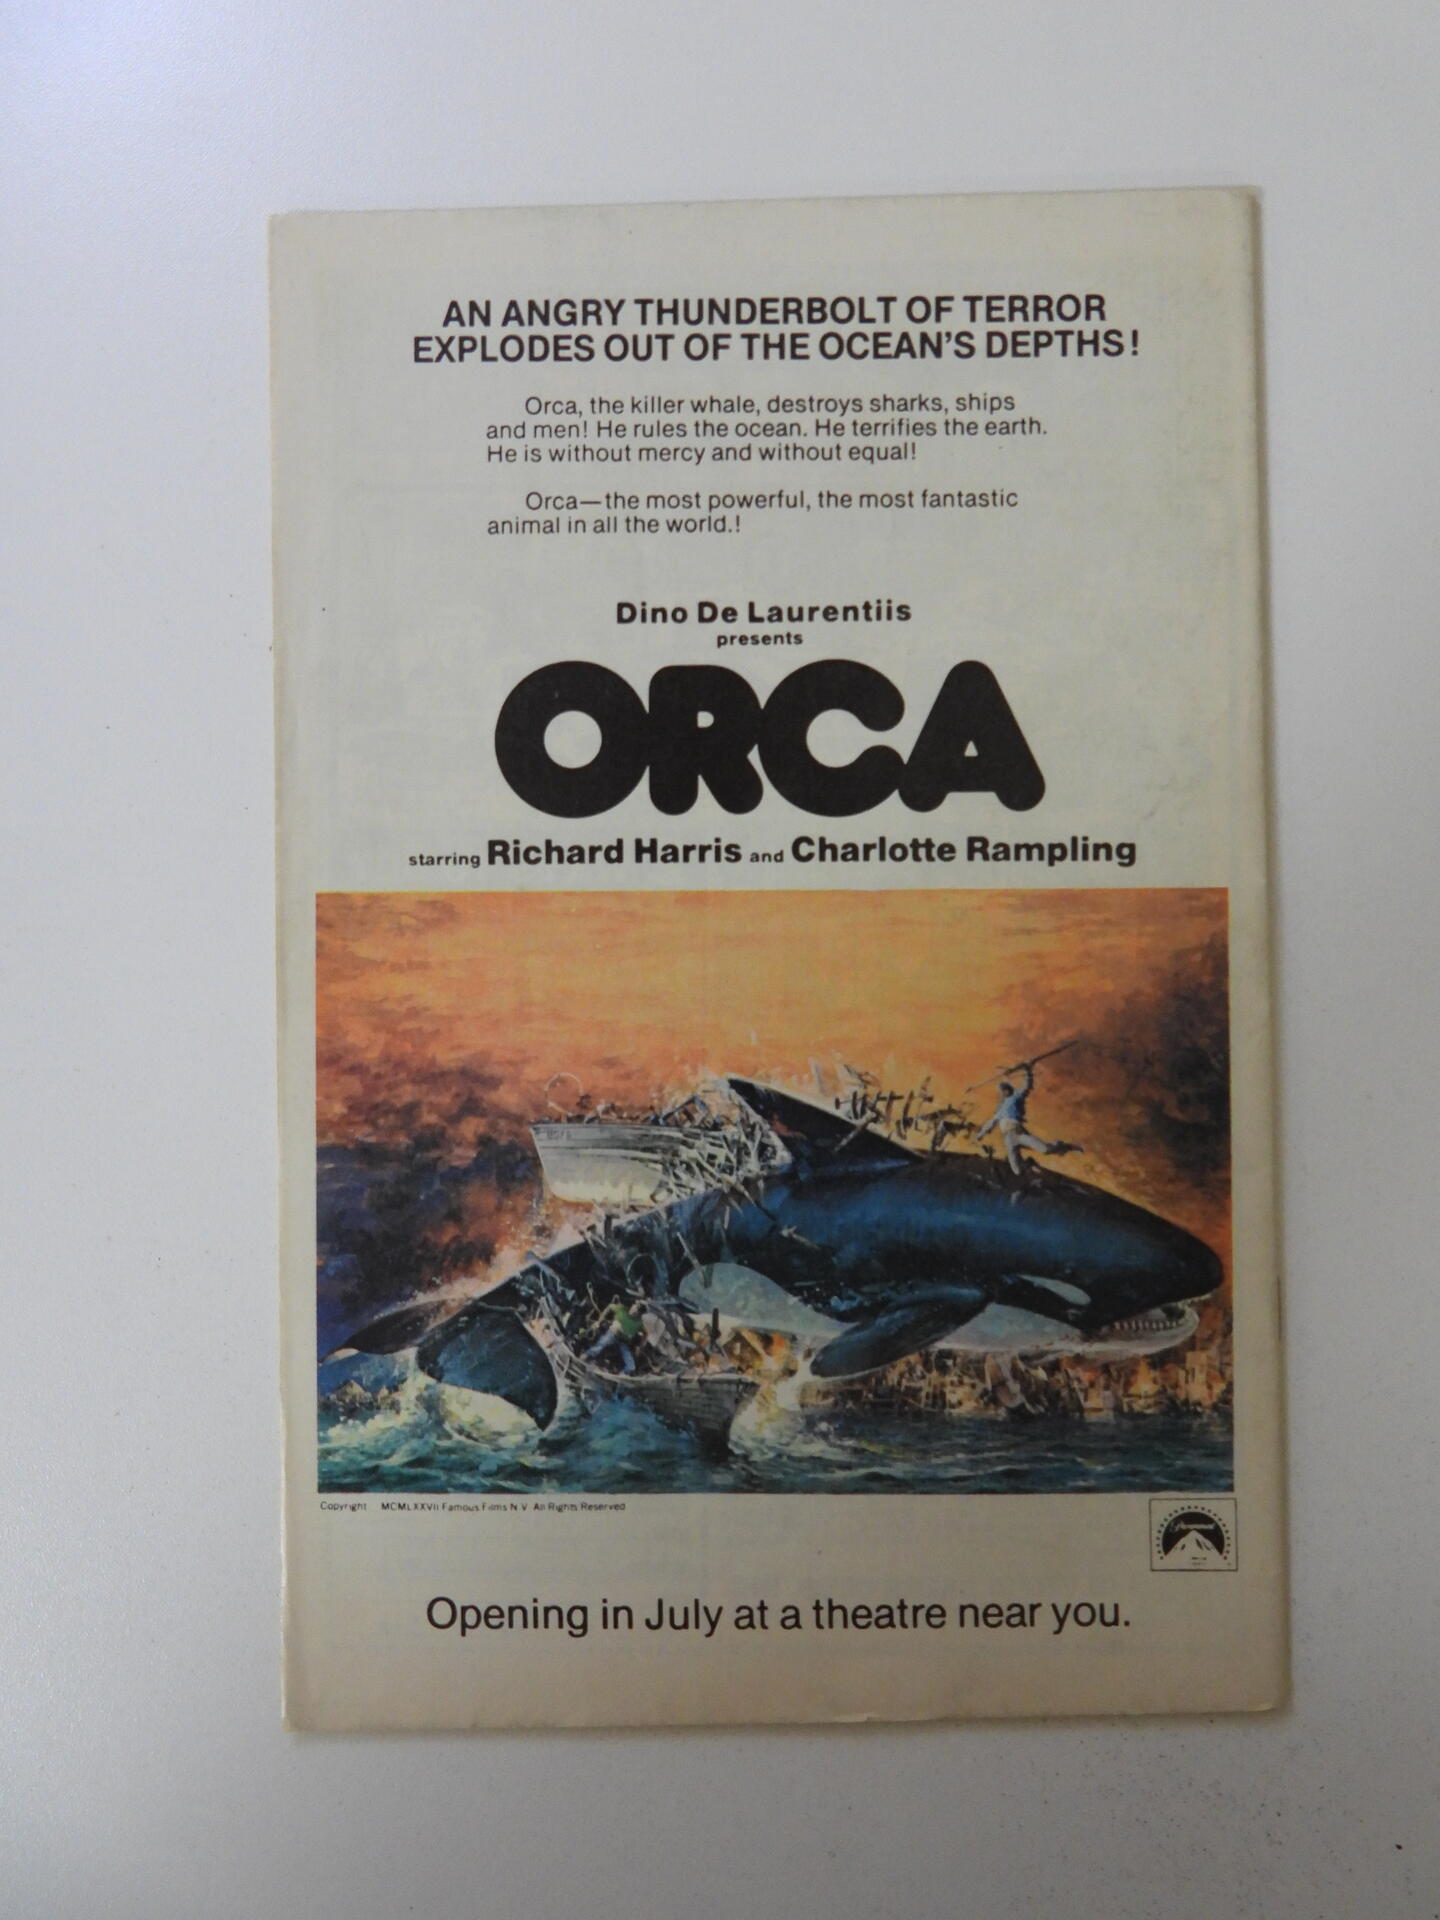 AN ANGRY THUNDERBOLT OF TERROR
EXPLODES OUT OF THE OCEAN'S DEPTHS!
Orca, the killer whale, destroys sharks, ships
and men! He rules the ocean. He terrifies the earth.
He is without mercy and without equal!
Orca—the most powerful, the most fantastic
animal in all the world.!
Dino De Laurentiis
presents
ORCA
starring Richard Harris and Charlotte Rampling
Copyright MCMLXXVII Famous Films N.V. All Rights Reserved
Paramount
Opening in July at a theatre near you.